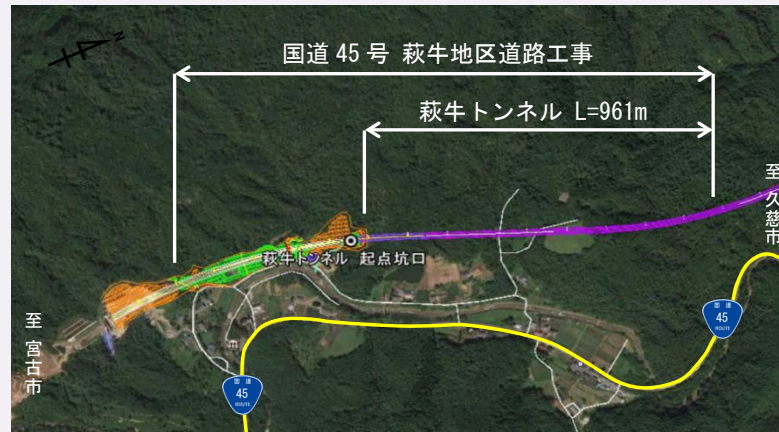 N
国道45号 萩牛地区道路工事
萩牛トンネル L=961m
至 久慈市
萩牛トンネル 起点坑口
至 宮古市
国道
45
ROUTE
国道
45
ROUTE